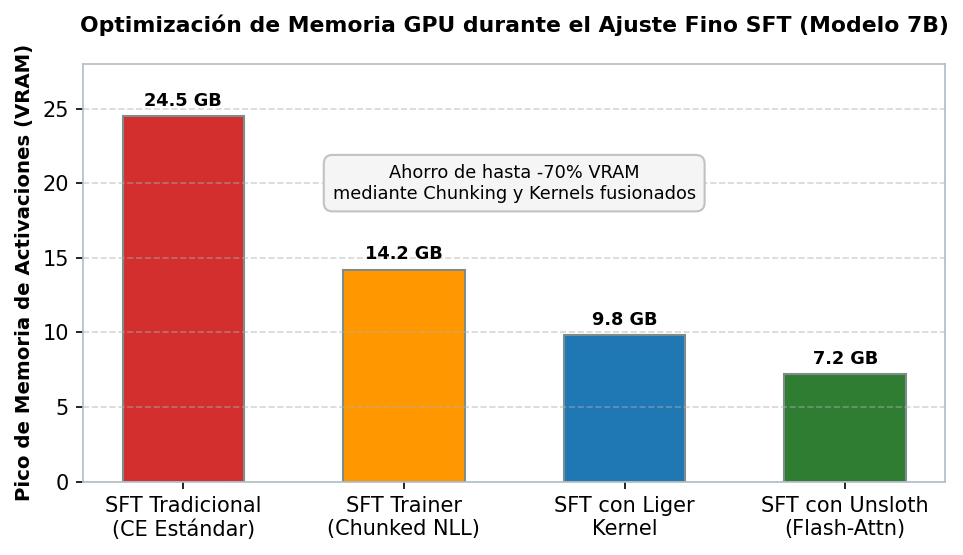 Optimización de Memoria GPU durante el Ajuste Fino SFT (Modelo 7B)
Pico de Memoria de Activaciones (VRAM)
25
20
15
10
5
0
24.5 GB
14.2 GB
9.8 GB
7.2 GB
Ahorro de hasta -70% VRAM
mediante Chunking y Kernels fusionados
SFT Tradicional
(CE Estándar)
SFT Trainer
(Chunked NLL)
SFT con Liger
Kernel
SFT con Unsloth
(Flash-Attn)